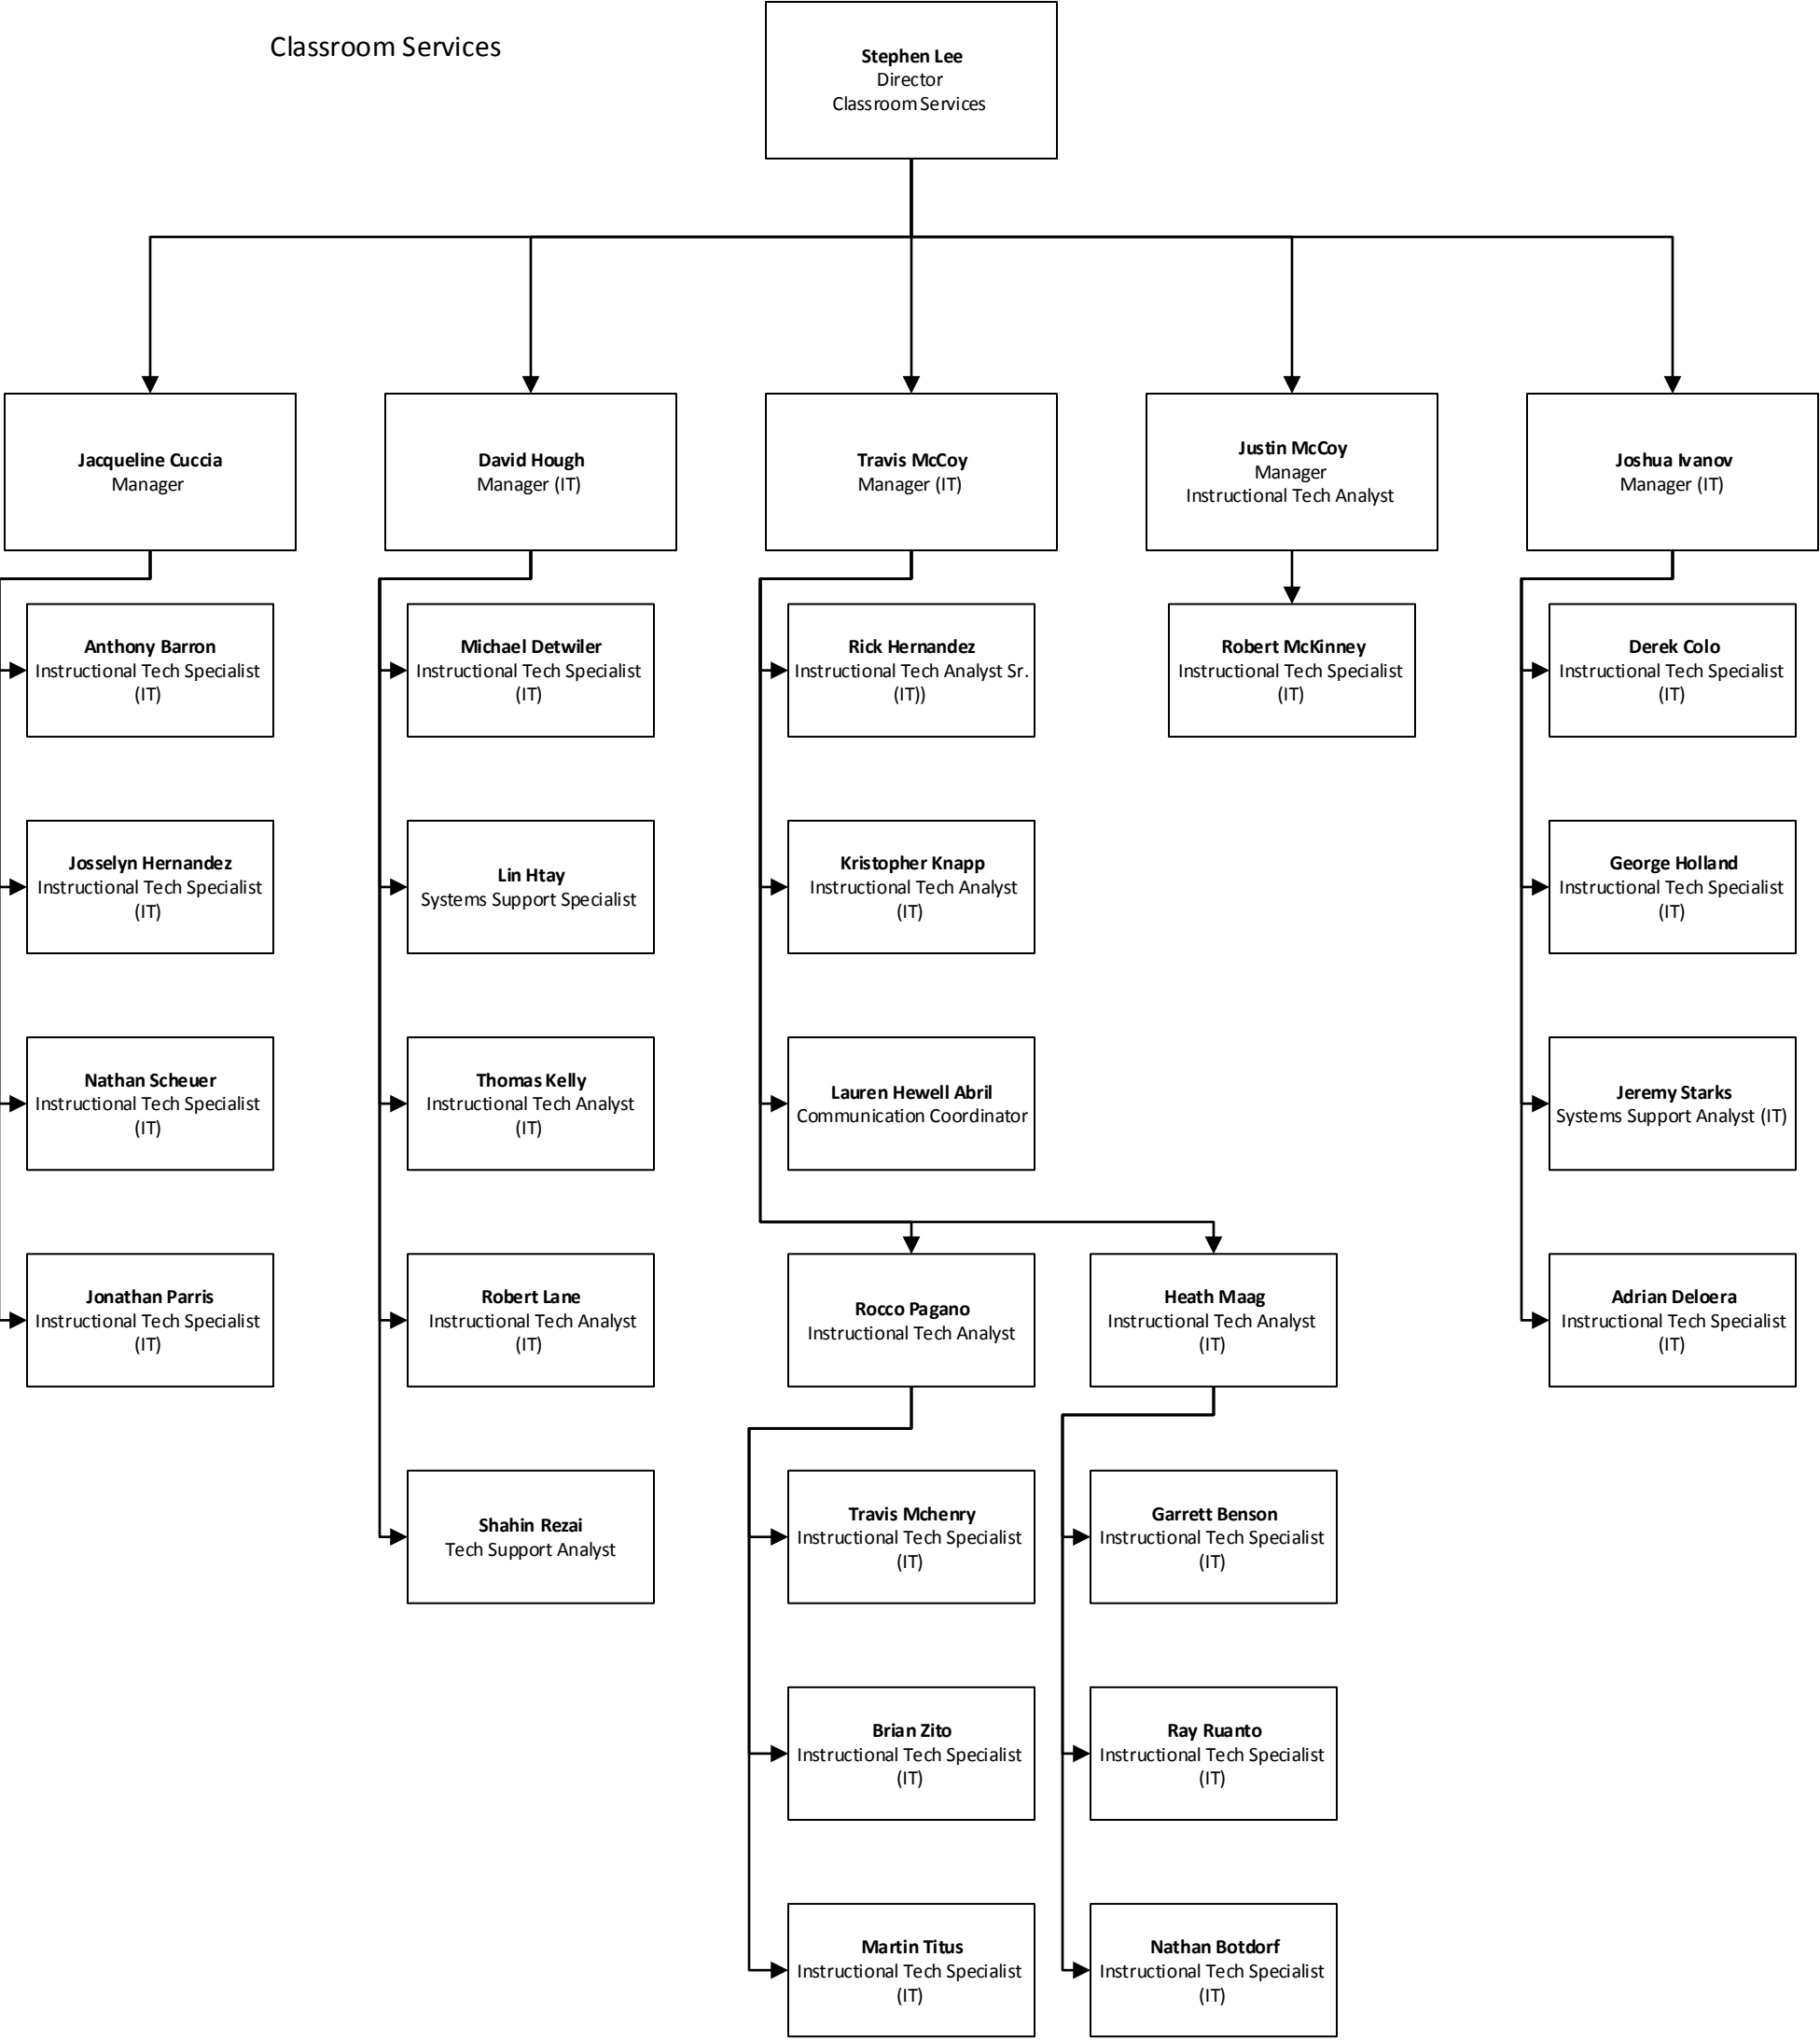 Classroom Services
Stephen Lee
Director
Classroom Services
Jacqueline Cuccia
Manager
David Hough
Manager (IT)
Travis McCoy
Manager (IT)
Justin McCoy
Manager
Instructional Tech Analyst
Joshua Ivanov
Manager (IT)
Anthony Barron
Instructional Tech Specialist
(IT)
Michael Detwiler
Instructional Tech Specialist
(IT)
Rick Hernandez
Instructional Tech Analyst Sr.
(IT))
Robert McKinney
Instructional Tech Specialist
(IT)
Derek Colo
Instructional Tech Specialist
(IT)
Josselyn Hernandez
Instructional Tech Specialist
(IT)
Lin Htay
Systems Support Specialist
Kristopher Knapp
Instructional Tech Analyst
(IT)
George Holland
Instructional Tech Specialist
(IT)
Nathan Scheuer
Instructional Tech Specialist
(IT)
Thomas Kelly
Instructional Tech Analyst
(IT)
Lauren Hewell Abril
Communication Coordinator
Jeremy Starks
Systems Support Analyst (IT)
Jonathan Parris
Instructional Tech Specialist
(IT)
Robert Lane
Instructional Tech Analyst
(IT)
Rocco Pagano
Instructional Tech Analyst
Heath Maag
Instructional Tech Analyst
(IT)
Adrian Deloera
Instructional Tech Specialist
(IT)
Shahin Rezai
Tech Support Analyst
Travis Mchenry
Instructional Tech Specialist
(IT)
Garrett Benson
Instructional Tech Specialist
(IT)
Brian Zito
Instructional Tech Specialist
(IT)
Ray Ruanto
Instructional Tech Specialist
(IT)
Martin Titus
Instructional Tech Specialist
(IT)
Nathan Botdorf
Instructional Tech Specialist
(IT)